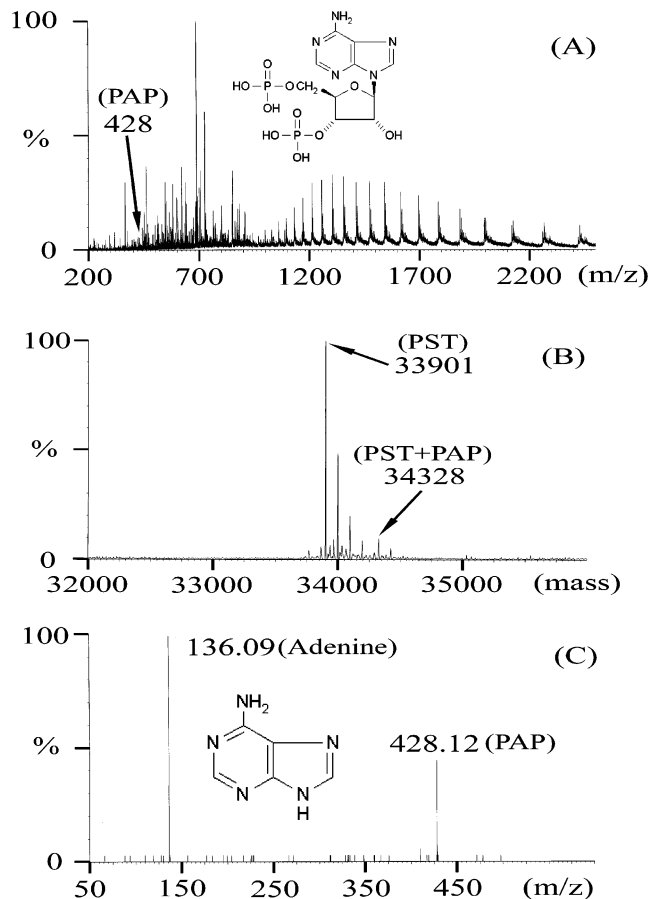 100
(A)
NH₂
N
N
N
N
(PAP)
428
O
HO-P-OCH₂
OH
O
O
HO-P-O
OH
OH
%
0
200
700
1200
1700
2200
(m/z)
100
(B)
(PST)
33901
%
(PST+PAP)
34328
0
32000
33000
34000
35000
(mass)
100
136.09(Adenine)
(C)
NH₂
N
N
N
N
H
%
428.12(PAP)
0
50
150
250
350
450
(m/z)